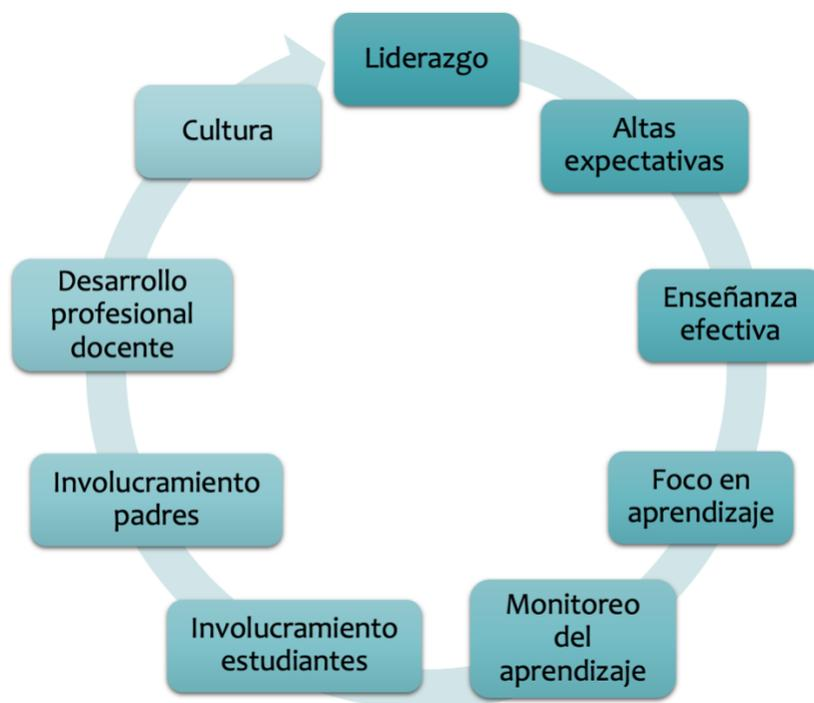 Liderazgo
Altas
expectativas
Enseñanza
efectiva
Foco en
aprendizaje
Monitoreo
del
aprendizaje
Involucramiento
estudiantes
Involucramiento
padres
Desarrollo
profesional
docente
Cultura